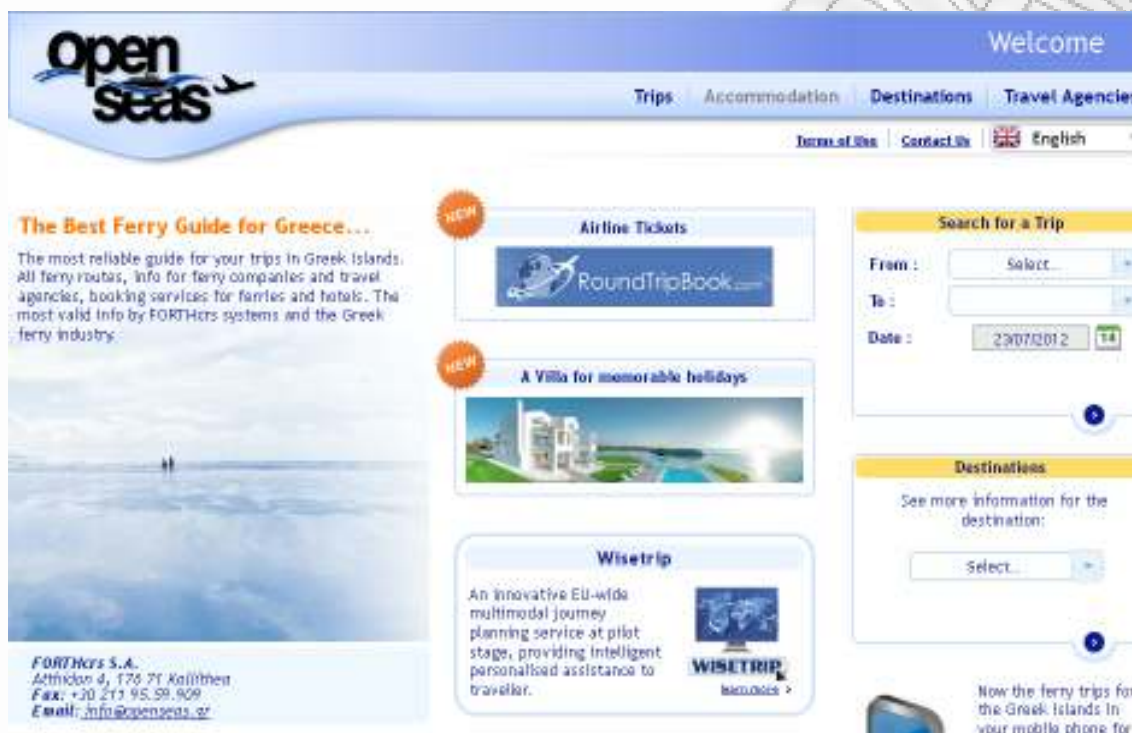 open
seas
Welcome
Trips Accommodation Destinations Travel Agencies
Terms of Use Contact Us English
The Best Ferry Guide for Greece...
The most reliable guide for your trips in Greek Islands.
All ferry routes, info for ferry companies and travel
agencies, booking services for ferries and hotels. The
most valid info by FORTHcrs systems and the Greek
ferry industry.
FORTHcrs S.A.
Atthidon 4, 176 71 Kallithea
Fax: +30 211 95.59.909
Email: info@openseas.gr
NEW
Airline Tickets
RoundTripBook.com
NEW
A Villa for memorable holidays
Wisetrip
An innovative EU-wide
multimodal journey
planning service at pilot
stage, providing intelligent
personalised assistance to
traveller.
WISETRIP
learn more >
Search for a Trip
From : Select...
To :
Date : 23/07/2012 14
Destinations
See more information for the
destination:
Select...
Now the ferry trips for
the Greek Islands in
your mobile phone for